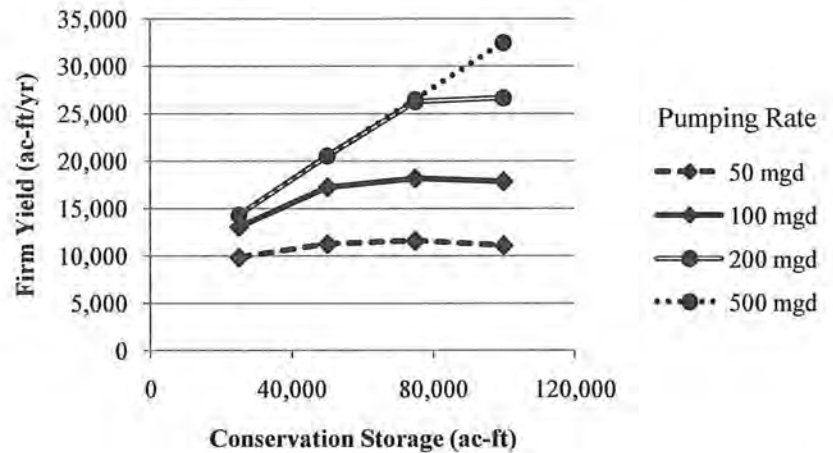 35,000
30,000
25,000
20,000
15,000
10,000
5,000
0
Firm Yield (ac-ft/yr)
0 40,000 80,000 120,000
Conservation Storage (ac-ft)
Pumping Rate
50 mgd
100 mgd
200 mgd
500 mgd